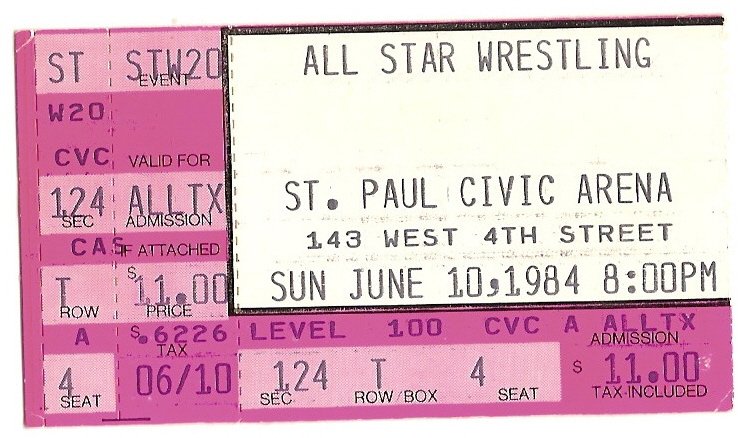 ST STW20
EVENT
W20
CVC VALID FOR
124 ALLTX
SEC ADMISSION
CAS IF ATTACHED
T $11.00
ROW PRICE
A $.6226
TAX
4 06/10
SEAT
ALL STAR WRESTLING
ST. PAUL CIVIC ARENA
143 WEST 4TH STREET
SUN JUNE 10,1984 8:00PM
LEVEL 100 CVC A ALLTX
ADMISSION
124 T 4 $ 11.00
SEC ROW/BOX SEAT TAX-INCLUDED